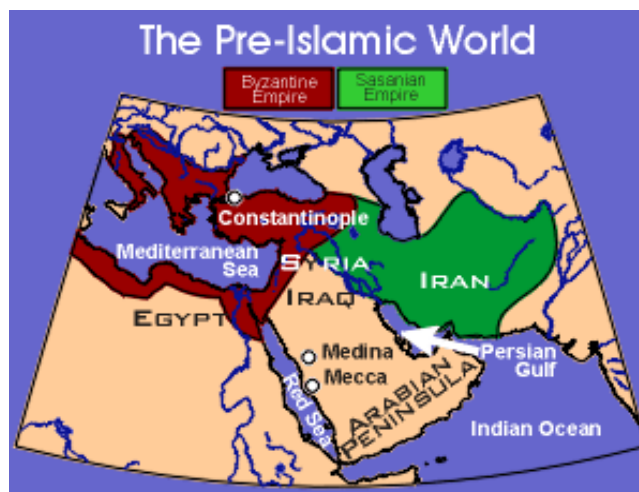 The Pre-Islamic World
Byzantine
Empire
Sasanian
Empire
Constantinople
Mediterranean
Sea
SYRIA
IRAN
IRAQ
EGYPT
Medina
Mecca
Persian
Gulf
Red Sea
ARABIAN
PENINSULA
Indian Ocean